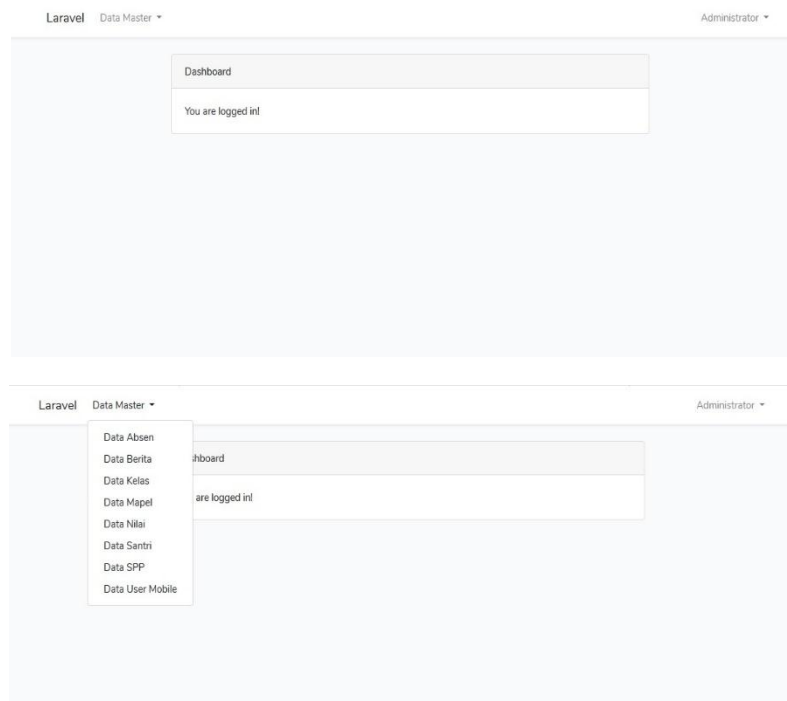 Laravel Data Master Administrator
Dashboard
You are logged in!
Laravel Data Master Administrator
Data Absen
Data Berita
hboard
Data Kelas
Data Mapel
are logged in!
Data Nilai
Data Santri
Data SPP
Data User Mobile